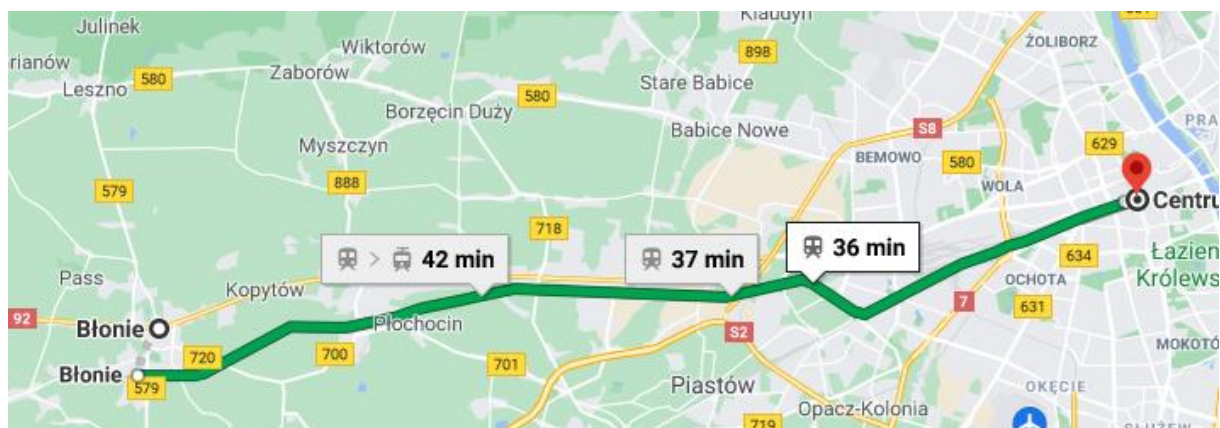 Klaudyn
Julinek
ŻOLIBORZ
Wiktorów
898
rianów
580
Zaborów
Stare Babice
Leszno
580
PRA
Borzęcin Duży
Babice Nowe
S8
629
Myszczyn
BEMOWO
580
579
888
WOLA
Centru
718
42 min
37 min
36 min
634
Łazien
Królews
Pass
OCHOTA
Kopytów
7
631
92
Błonie
Płochocin
S2
720
700
MOKOTÓ
Błonie
701
579
Piastów
OKĘCIE
Opacz-Kolonia
719
SŁUŻEW